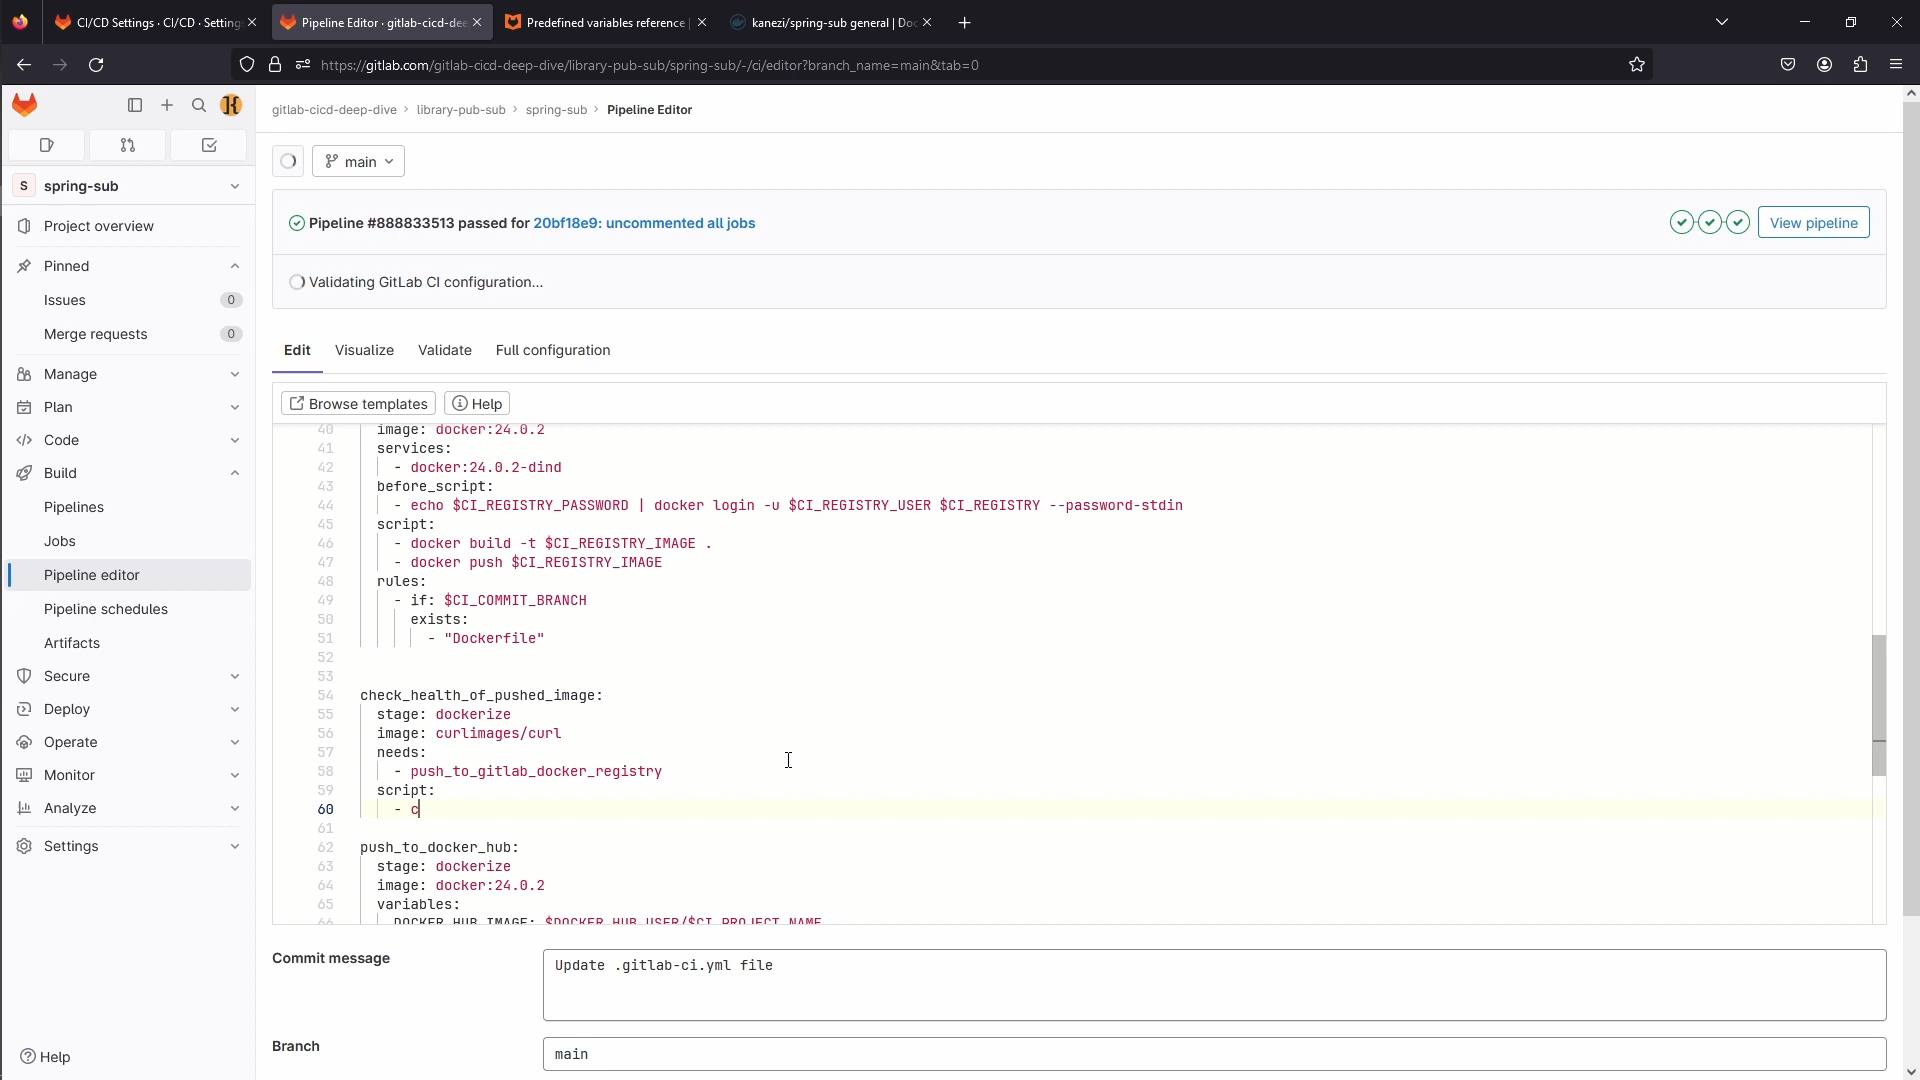 CI/CD Settings · CI/CD · Setting
Pipeline Editor · gitlab-cicd-dee
Predefined variables reference |
kanezi/spring-sub general | Doc
https://gitlab.com/gitlab-cicd-deep-dive/library-pub-sub/spring-sub/-/ci/editor?branch_name=main&tab=0
gitlab-cicd-deep-dive › library-pub-sub › spring-sub › Pipeline Editor
main
S spring-sub
Project overview
Pinned
Issues 0
Merge requests 0
Manage
Plan
Code
Build
Pipelines
Jobs
Pipeline editor
Pipeline schedules
Artifacts
Secure
Deploy
Operate
Monitor
Analyze
Settings
Help
Pipeline #888833513 passed for 20bf18e9: uncommented all jobs
View pipeline
Validating GitLab CI configuration...
Edit Visualize Validate Full configuration
Browse templates Help
40 image: docker:24.0.2
41 services:
42 - docker:24.0.2-dind
43 before_script:
44 - echo $CI_REGISTRY_PASSWORD | docker login -u $CI_REGISTRY_USER $CI_REGISTRY --password-stdin
45 script:
46 - docker build -t $CI_REGISTRY_IMAGE .
47 - docker push $CI_REGISTRY_IMAGE
48 rules:
49 - if: $CI_COMMIT_BRANCH
50 exists:
51 - "Dockerfile"
52
53
54 check_health_of_pushed_image:
55 stage: dockerize
56 image: curlimages/curl
57 needs:
58 - push_to_gitlab_docker_registry
59 script:
60 - c
61
62 push_to_docker_hub:
63 stage: dockerize
64 image: docker:24.0.2
65 variables:
66 DOCKER_HUB_IMAGE: $DOCKER_HUB_USER/$CI_PROJECT_NAME
Commit message
Update .gitlab-ci.yml file
Branch
main